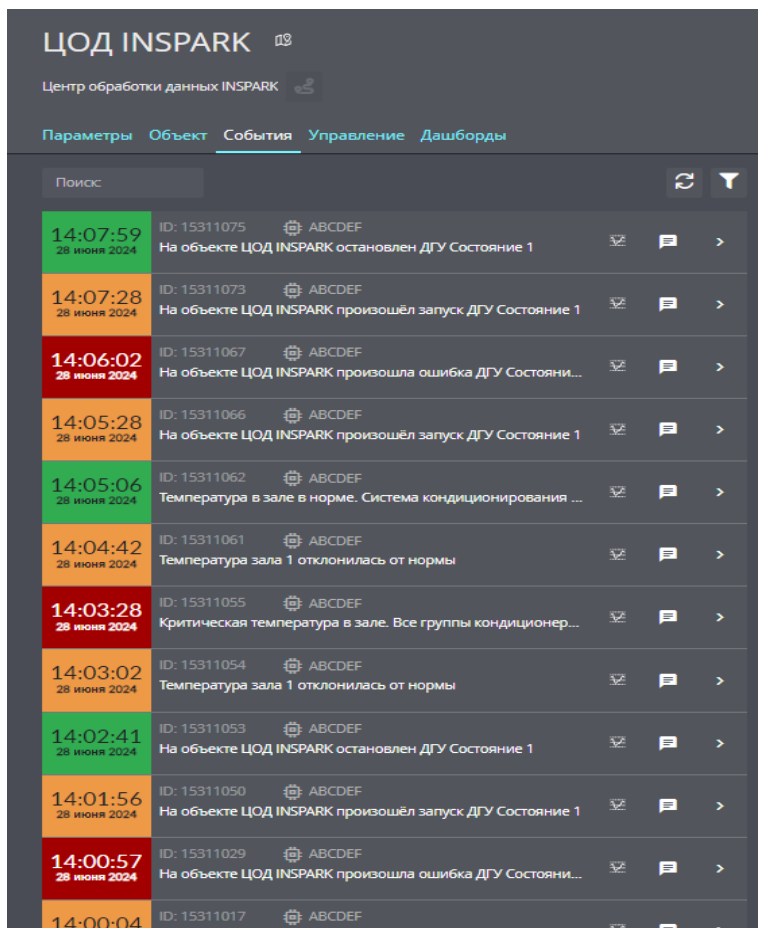 ЦОД INSPARK
Центр обработки данных INSPARK
Параметры Объект События Управление Дашборды
Поиск:
14:07:59 ID: 15311075 ABCDEF
28 июня 2024 На объекте ЦОД INSPARK остановлен ДГУ Состояние 1
14:07:28 ID: 15311073 ABCDEF
28 июня 2024 На объекте ЦОД INSPARK произошёл запуск ДГУ Состояние 1
14:06:02 ID: 15311067 ABCDEF
28 июня 2024 На объекте ЦОД INSPARK произошла ошибка ДГУ Состояни...
14:05:28 ID: 15311066 ABCDEF
28 июня 2024 На объекте ЦОД INSPARK произошёл запуск ДГУ Состояние 1
14:05:06 ID: 15311062 ABCDEF
28 июня 2024 Температура в зале в норме. Система кондиционирования ...
14:04:42 ID: 15311061 ABCDEF
28 июня 2024 Температура зала 1 отклонилась от нормы
14:03:28 ID: 15311055 ABCDEF
28 июня 2024 Критическая температура в зале. Все группы кондиционер...
14:03:02 ID: 15311054 ABCDEF
28 июня 2024 Температура зала 1 отклонилась от нормы
14:02:41 ID: 15311053 ABCDEF
28 июня 2024 На объекте ЦОД INSPARK остановлен ДГУ Состояние 1
14:01:56 ID: 15311050 ABCDEF
28 июня 2024 На объекте ЦОД INSPARK произошёл запуск ДГУ Состояние 1
14:00:57 ID: 15311029 ABCDEF
28 июня 2024 На объекте ЦОД INSPARK произошла ошибка ДГУ Состояни...
14:00:04 ID: 15311017 ABCDEF